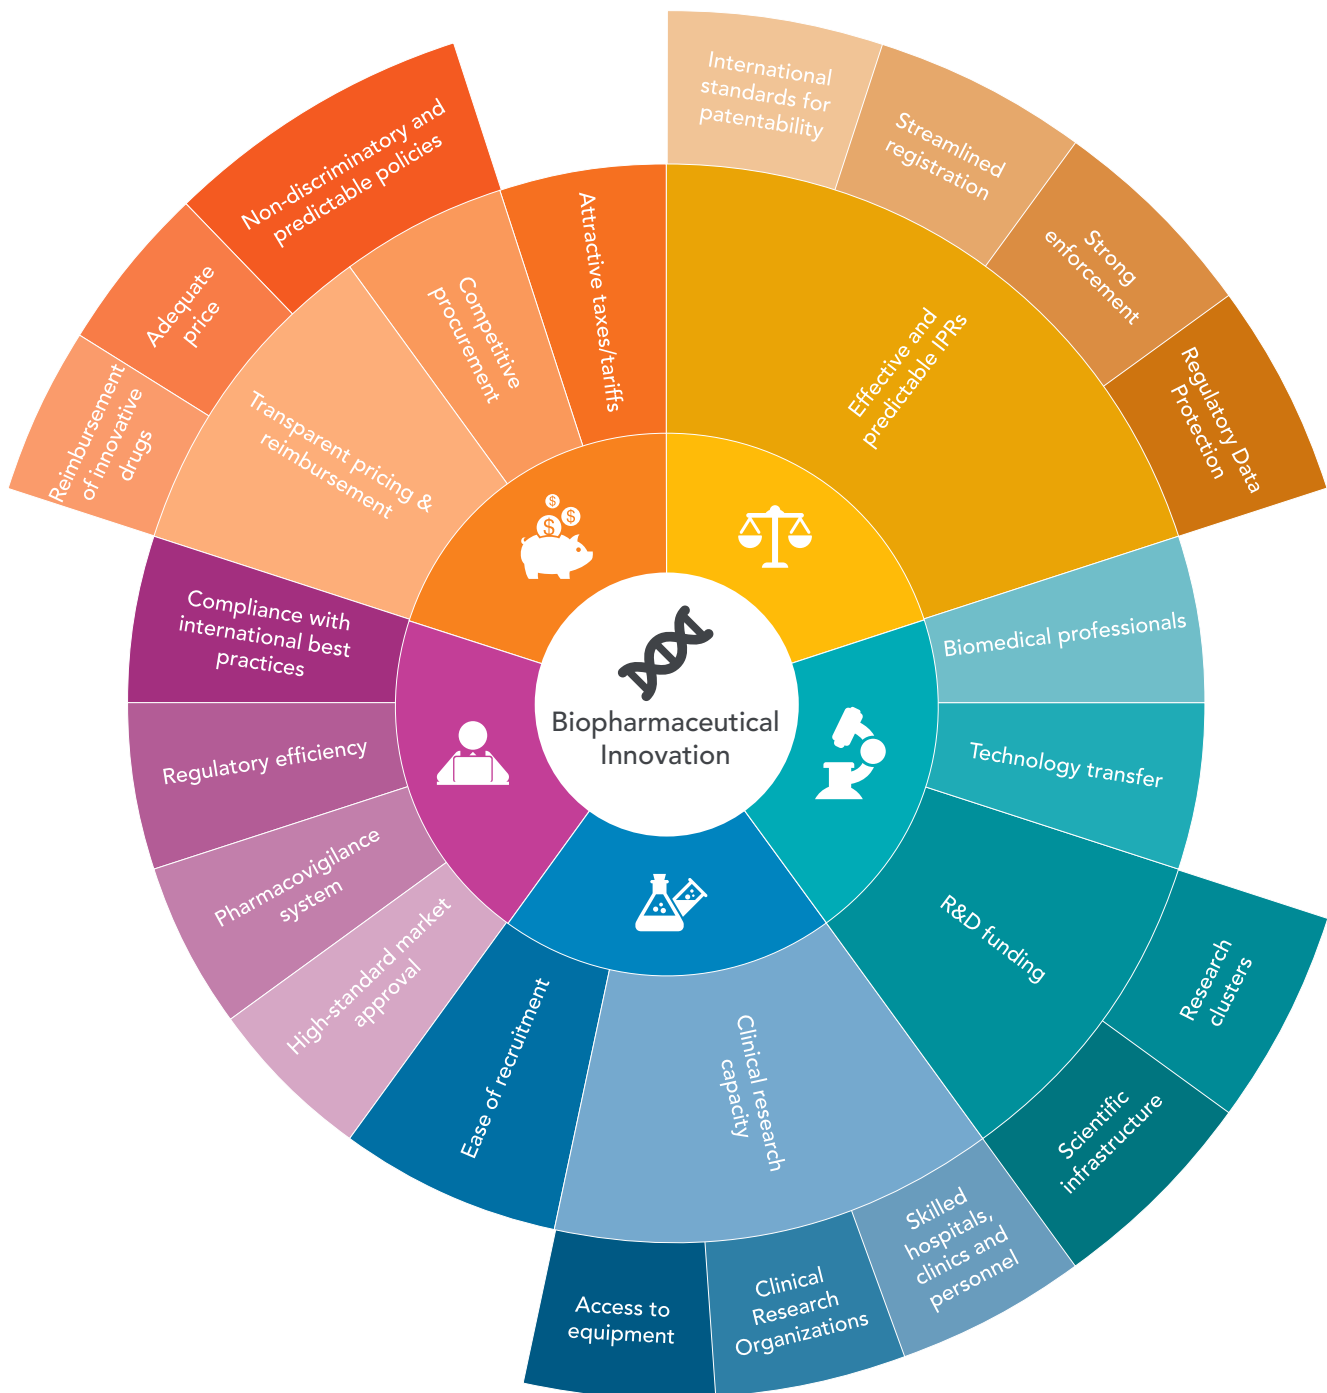 Biopharmaceutical
Innovation
International
standards for
patentability
Streamlined
registration
Strong
enforcement
Regulatory Data
Protection
Effective and
predictable IPRs
Biomedical professionals
Technology transfer
R&D funding
Research
clusters
Scientific
infrastructure
Clinical research
capacity
Skilled
hospitals,
clinics and
personnel
Clinical
Research
Organizations
Access to
equipment
Ease of recruitment
High-standard market
approval
Pharmacovigilance
system
Regulatory efficiency
Compliance with
international best
practices
Transparent pricing &
reimbursement
Reimbursement
of innovative
drugs
Adequate
price
Non-discriminatory and
predictable policies
Competitive
procurement
Attractive taxes/tariffs
$
$
$